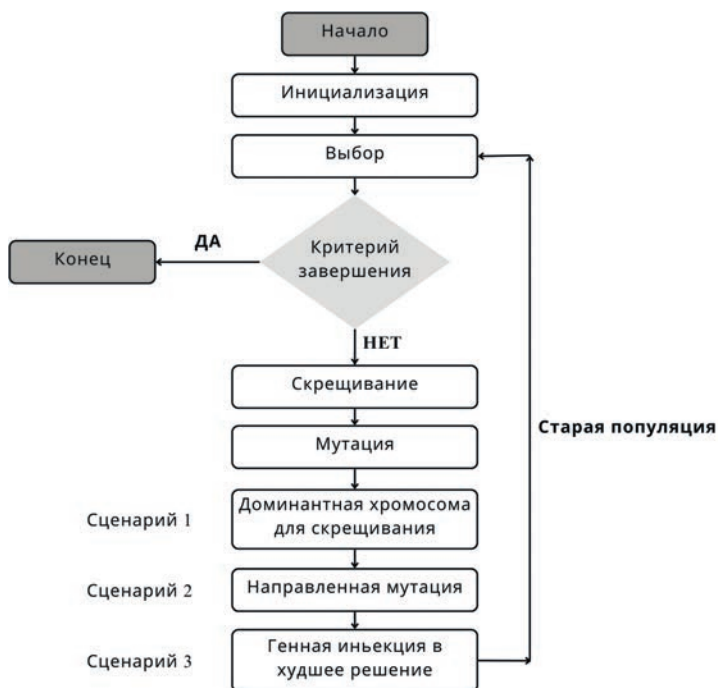 Начало
Инициализация
Выбор
Критерий
завершения
ДА
Конец
НЕТ
Скрещивание
Мутация
Старая популяция
Сценарий 1
Доминантная хромосома
для скрещивания
Сценарий 2
Направленная мутация
Сценарий 3
Генная иньекция в
худшее решение